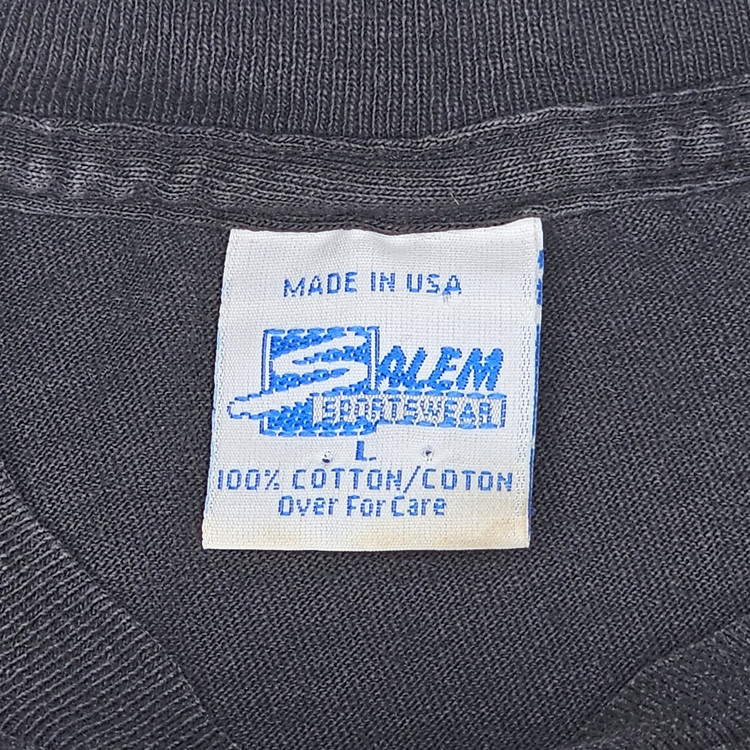 MADE IN USA
SALEM
SPORTSWEAR
L
100% COTTON/COTON
Over For Care